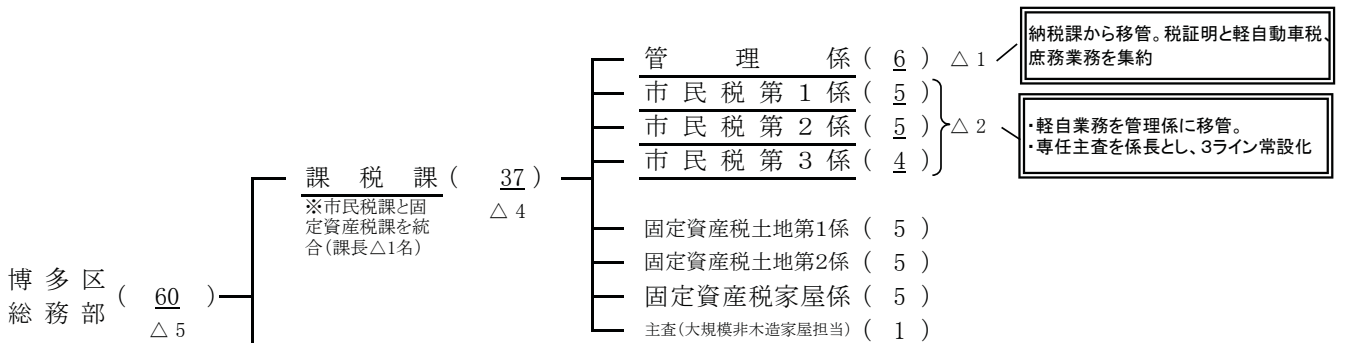 納税課から移管。税証明と軽自動車税、
庶務業務を集約
管理係 ( 6 ) △ 1
市民税第1係 ( 5 )
市民税第2係 ( 5 ) △ 2
市民税第3係 ( 4 )
・軽自業務を管理係に移管。
・専任主査を係長とし、3ライン常設化
課税課 ( 37 )
△ 4
※市民税課と固
定資産税課を統
合(課長△1名)
固定資産税土地第1係 ( 5 )
固定資産税土地第2係 ( 5 )
固定資産税家屋係 ( 5 )
主査(大規模非木造家屋担当) ( 1 )
博多区
総務部 ( 60 )
△ 5